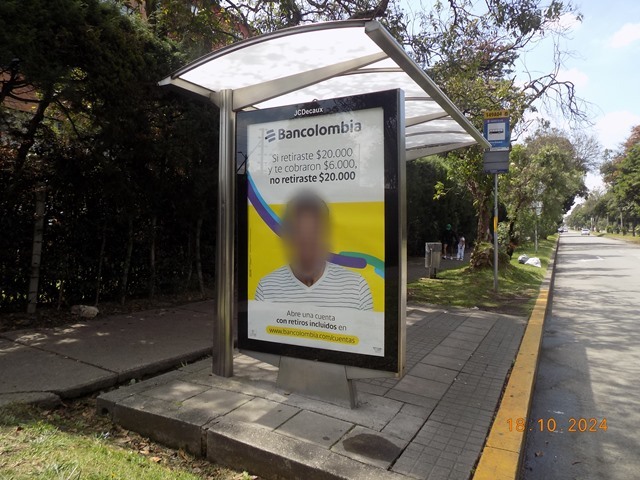 JCDecaux
Bancolombia
Si retiraste $20.000
y te cobraron $6.000,
no retiraste $20.000
Abre una cuenta
con retiros incluidos en
www.bancolombia.com/cuentas
18.10.2024